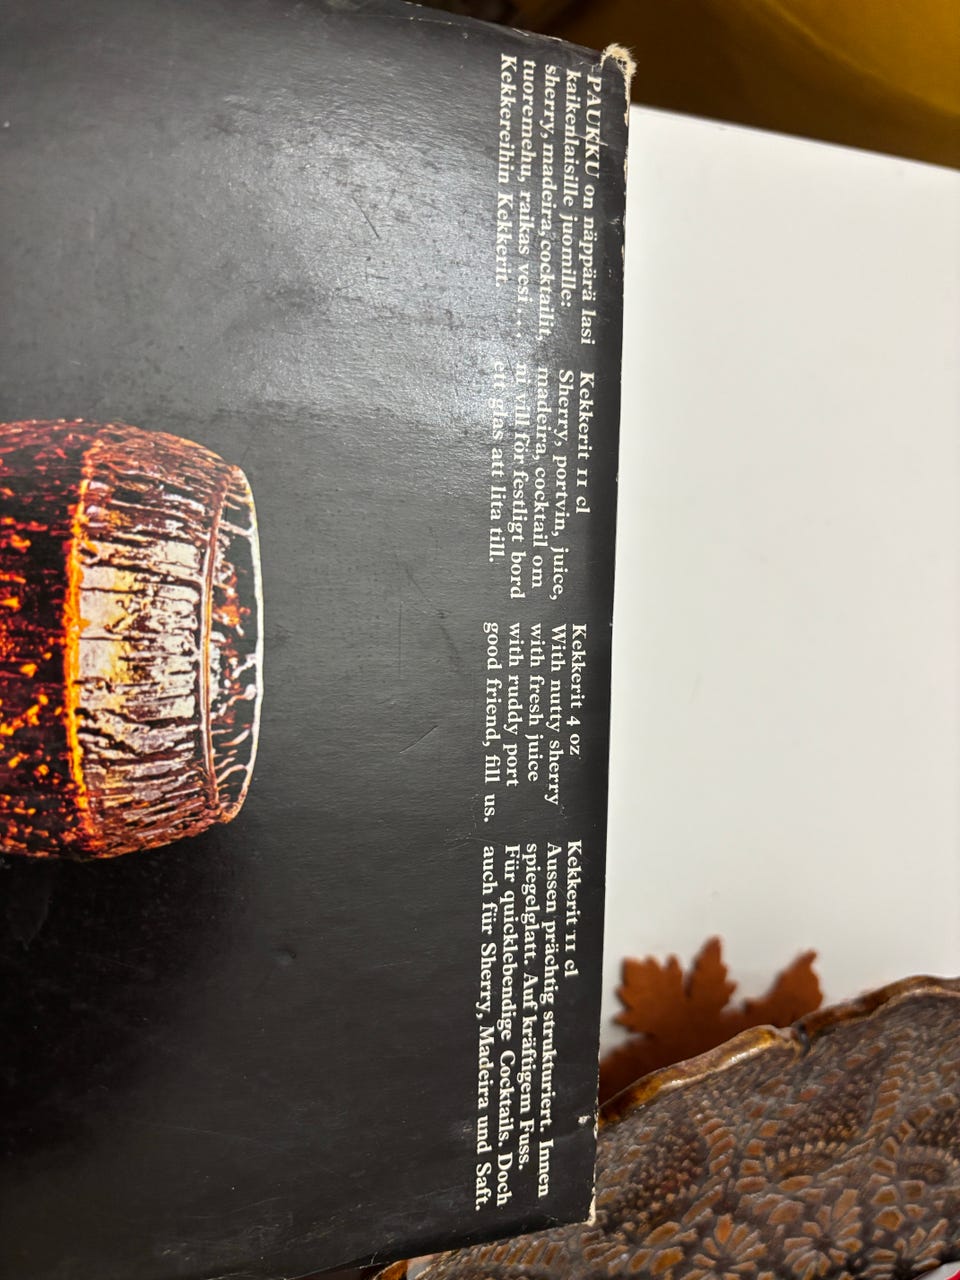 PAUKKU on näppärä lasi
kaikenlaisille juomille:
sherry, madeira, cocktailit,
tuoremehu, raikas vesi ...
Kekkereihin Kekkerit.
Kekkerit 11 cl
Sherry, portvin, juice,
madeira, cocktail om
ni vill för festligt bord
ett glas att lita till.
Kekkerit 4 oz
With nutty sherry
with fresh juice
with ruddy port
good friend, fill us.
Kekkerit 11 cl
Aussen prächtig strukturiert. Innen
spiegelglatt. Auf kräftigem Fuss.
Für quicklebendige Cocktails. Doch
auch für Sherry, Madeira und Saft.